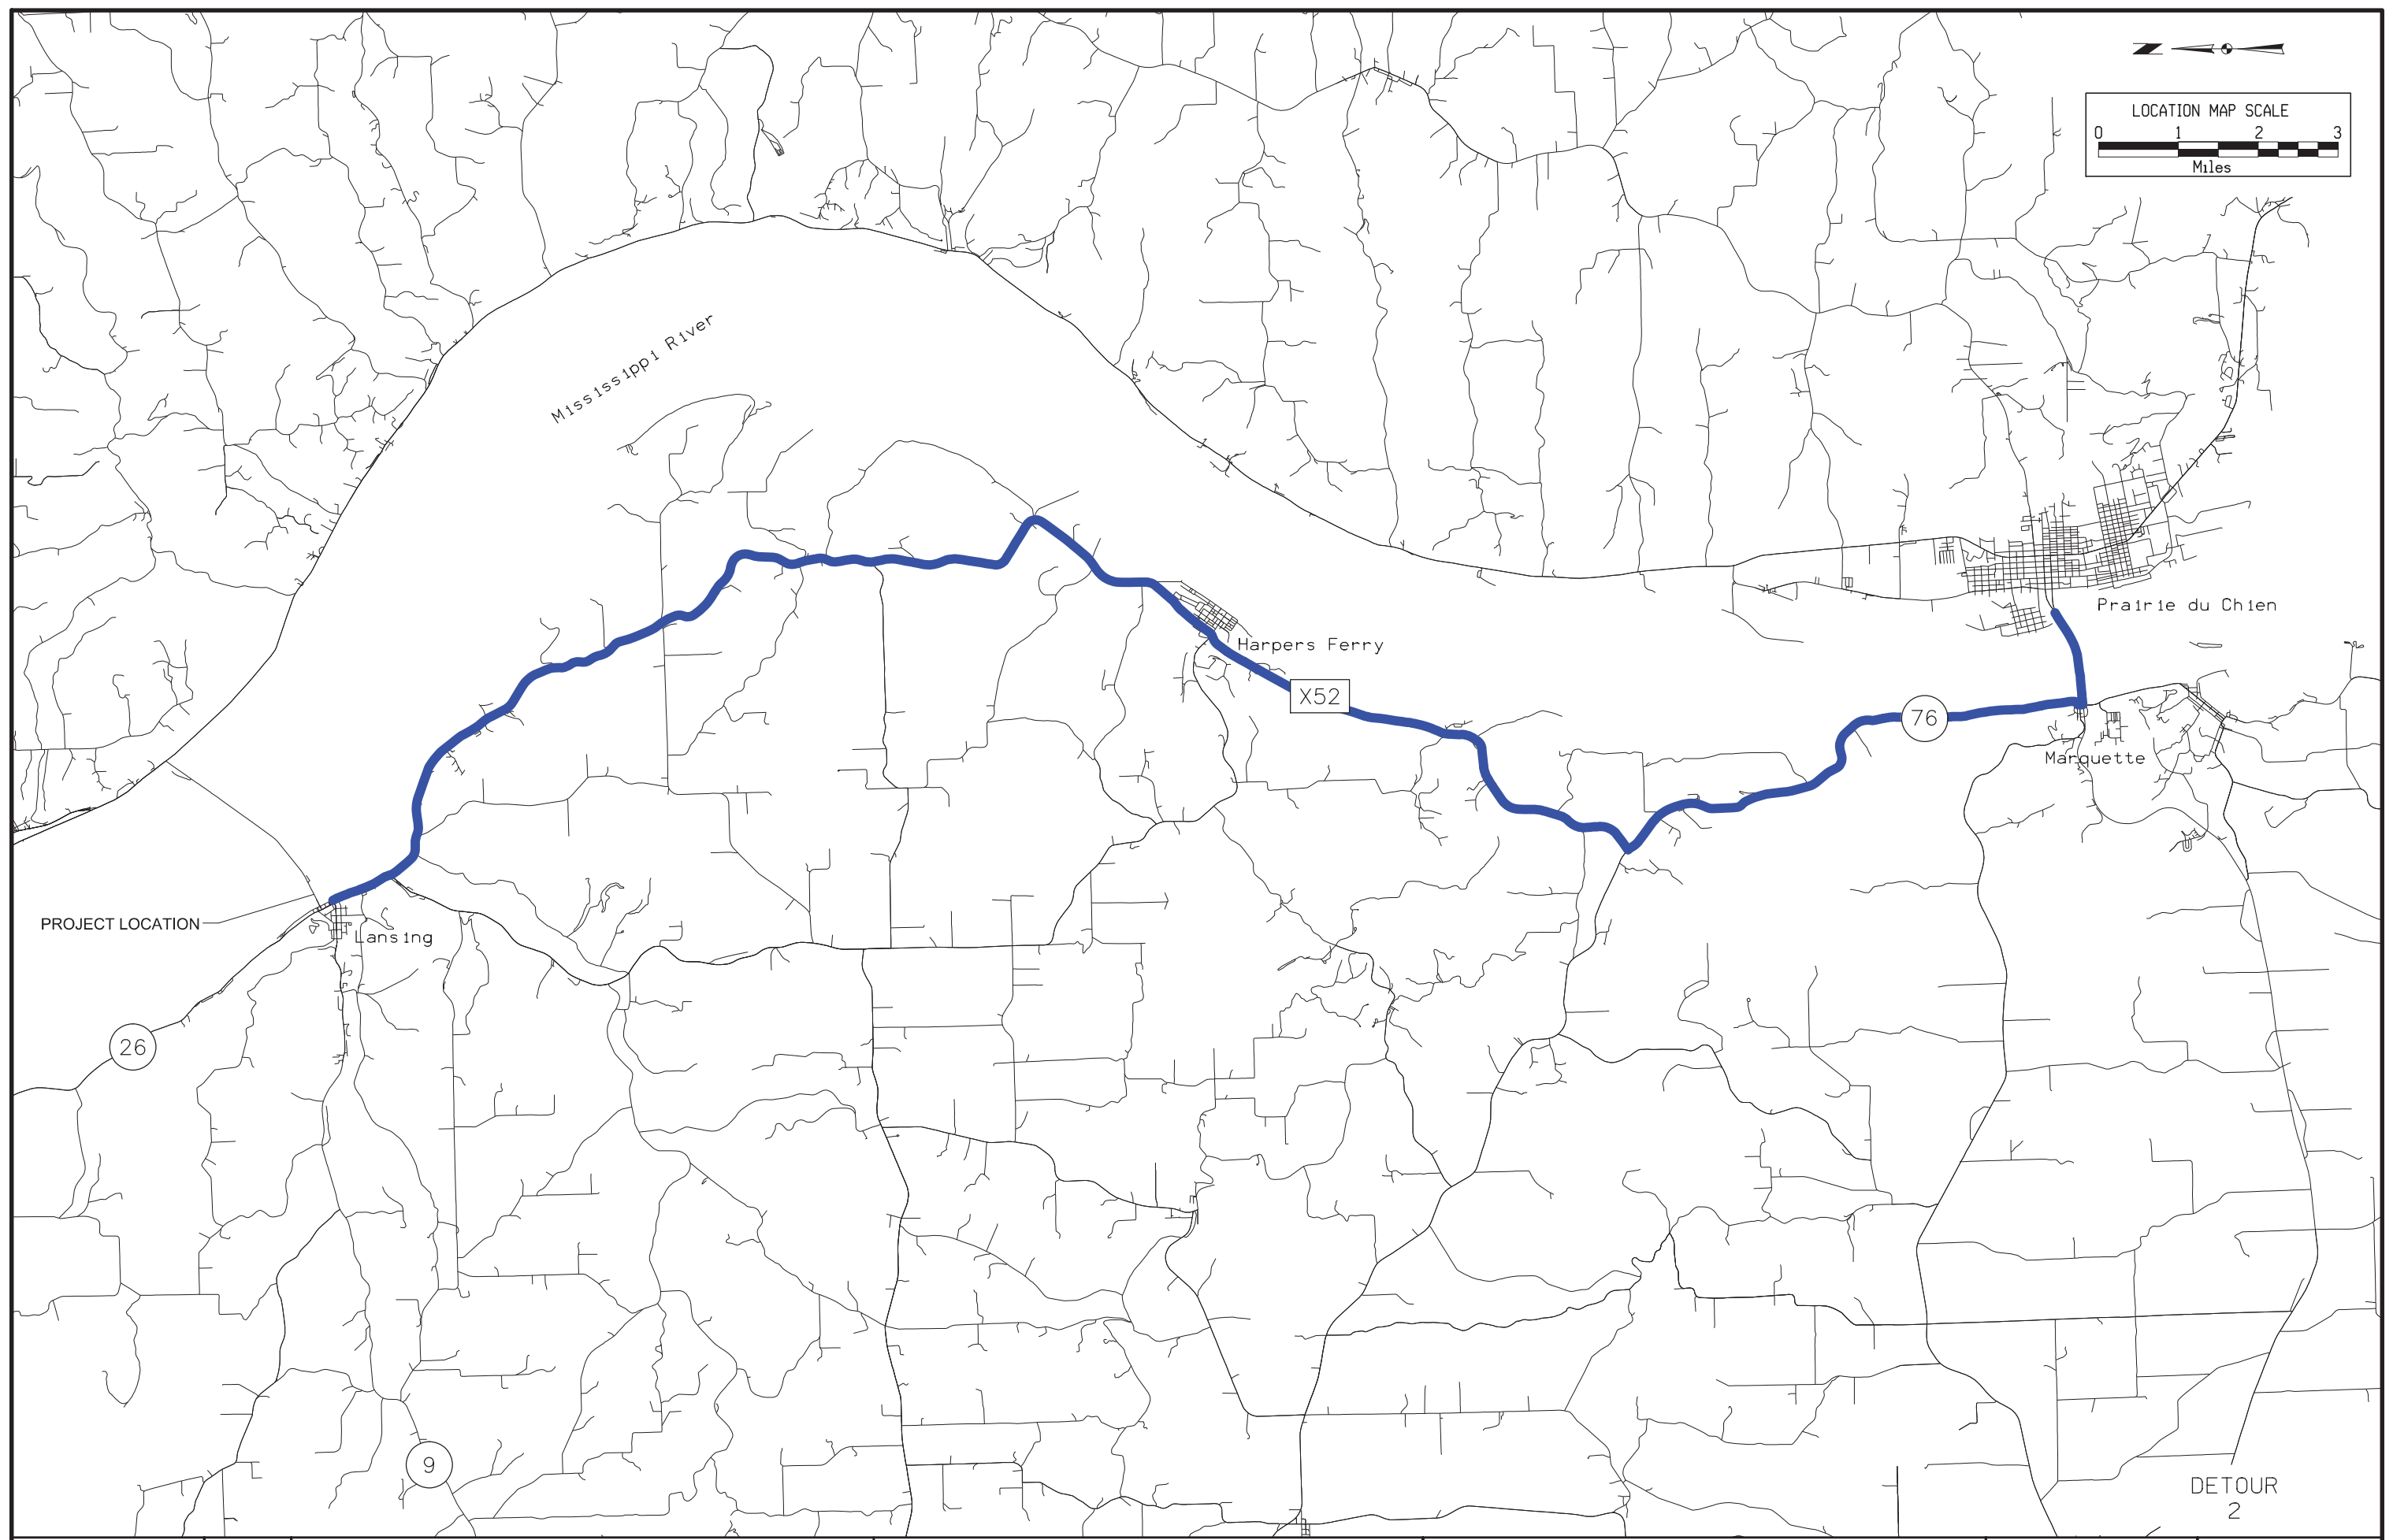 LOCATION MAP SCALE
0 1 2 3
Miles
Mississippi River
Prairie du Chien
Harpers Ferry
X52
76
Marquette
PROJECT LOCATION
Lansing
26
9
DETOUR
2